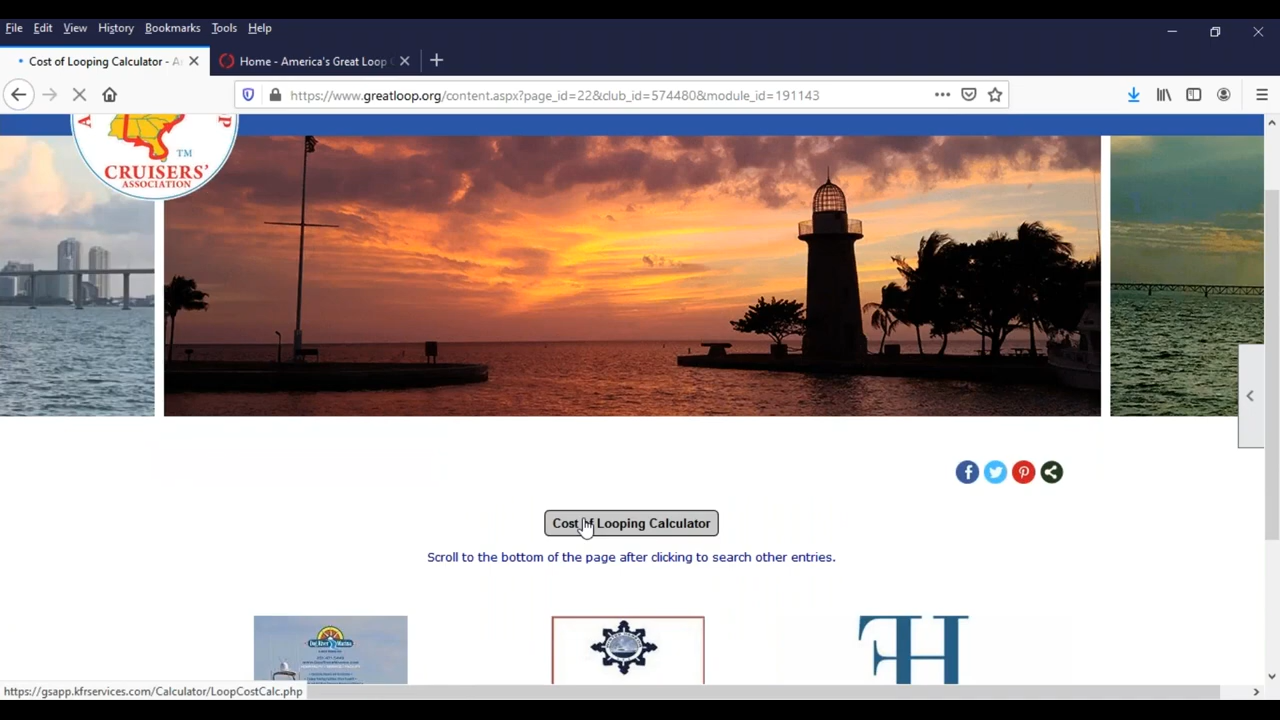 File Edit View History Bookmarks Tools Help
Cost of Looping Calculator - A
Home - America's Great Loop
https://www.greatloop.org/content.aspx?page_id=22&club_id=574480&module_id=191143
TM
CRUISERS'
ASSOCIATION
Cost of Looping Calculator
Scroll to the bottom of the page after clicking to search other entries.
FH
https://gsapp.kfrservices.com/Calculator/LoopCostCalc.php